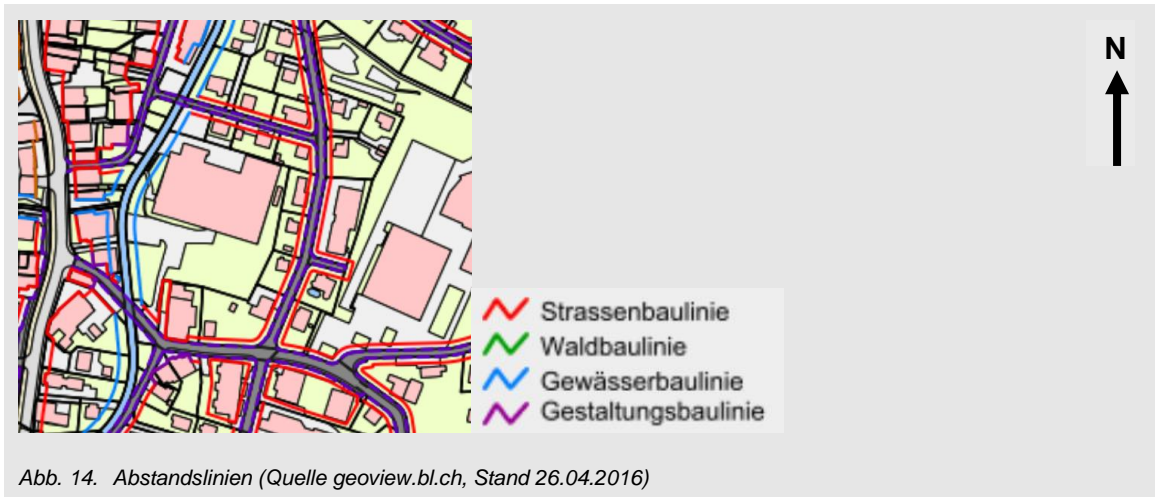 N
Strassenbaulinie
Waldbaulinie
Gewässerbaulinie
Gestaltungsbaulinie
Abb. 14. Abstandslinien (Quelle geoview.bl.ch, Stand 26.04.2016)